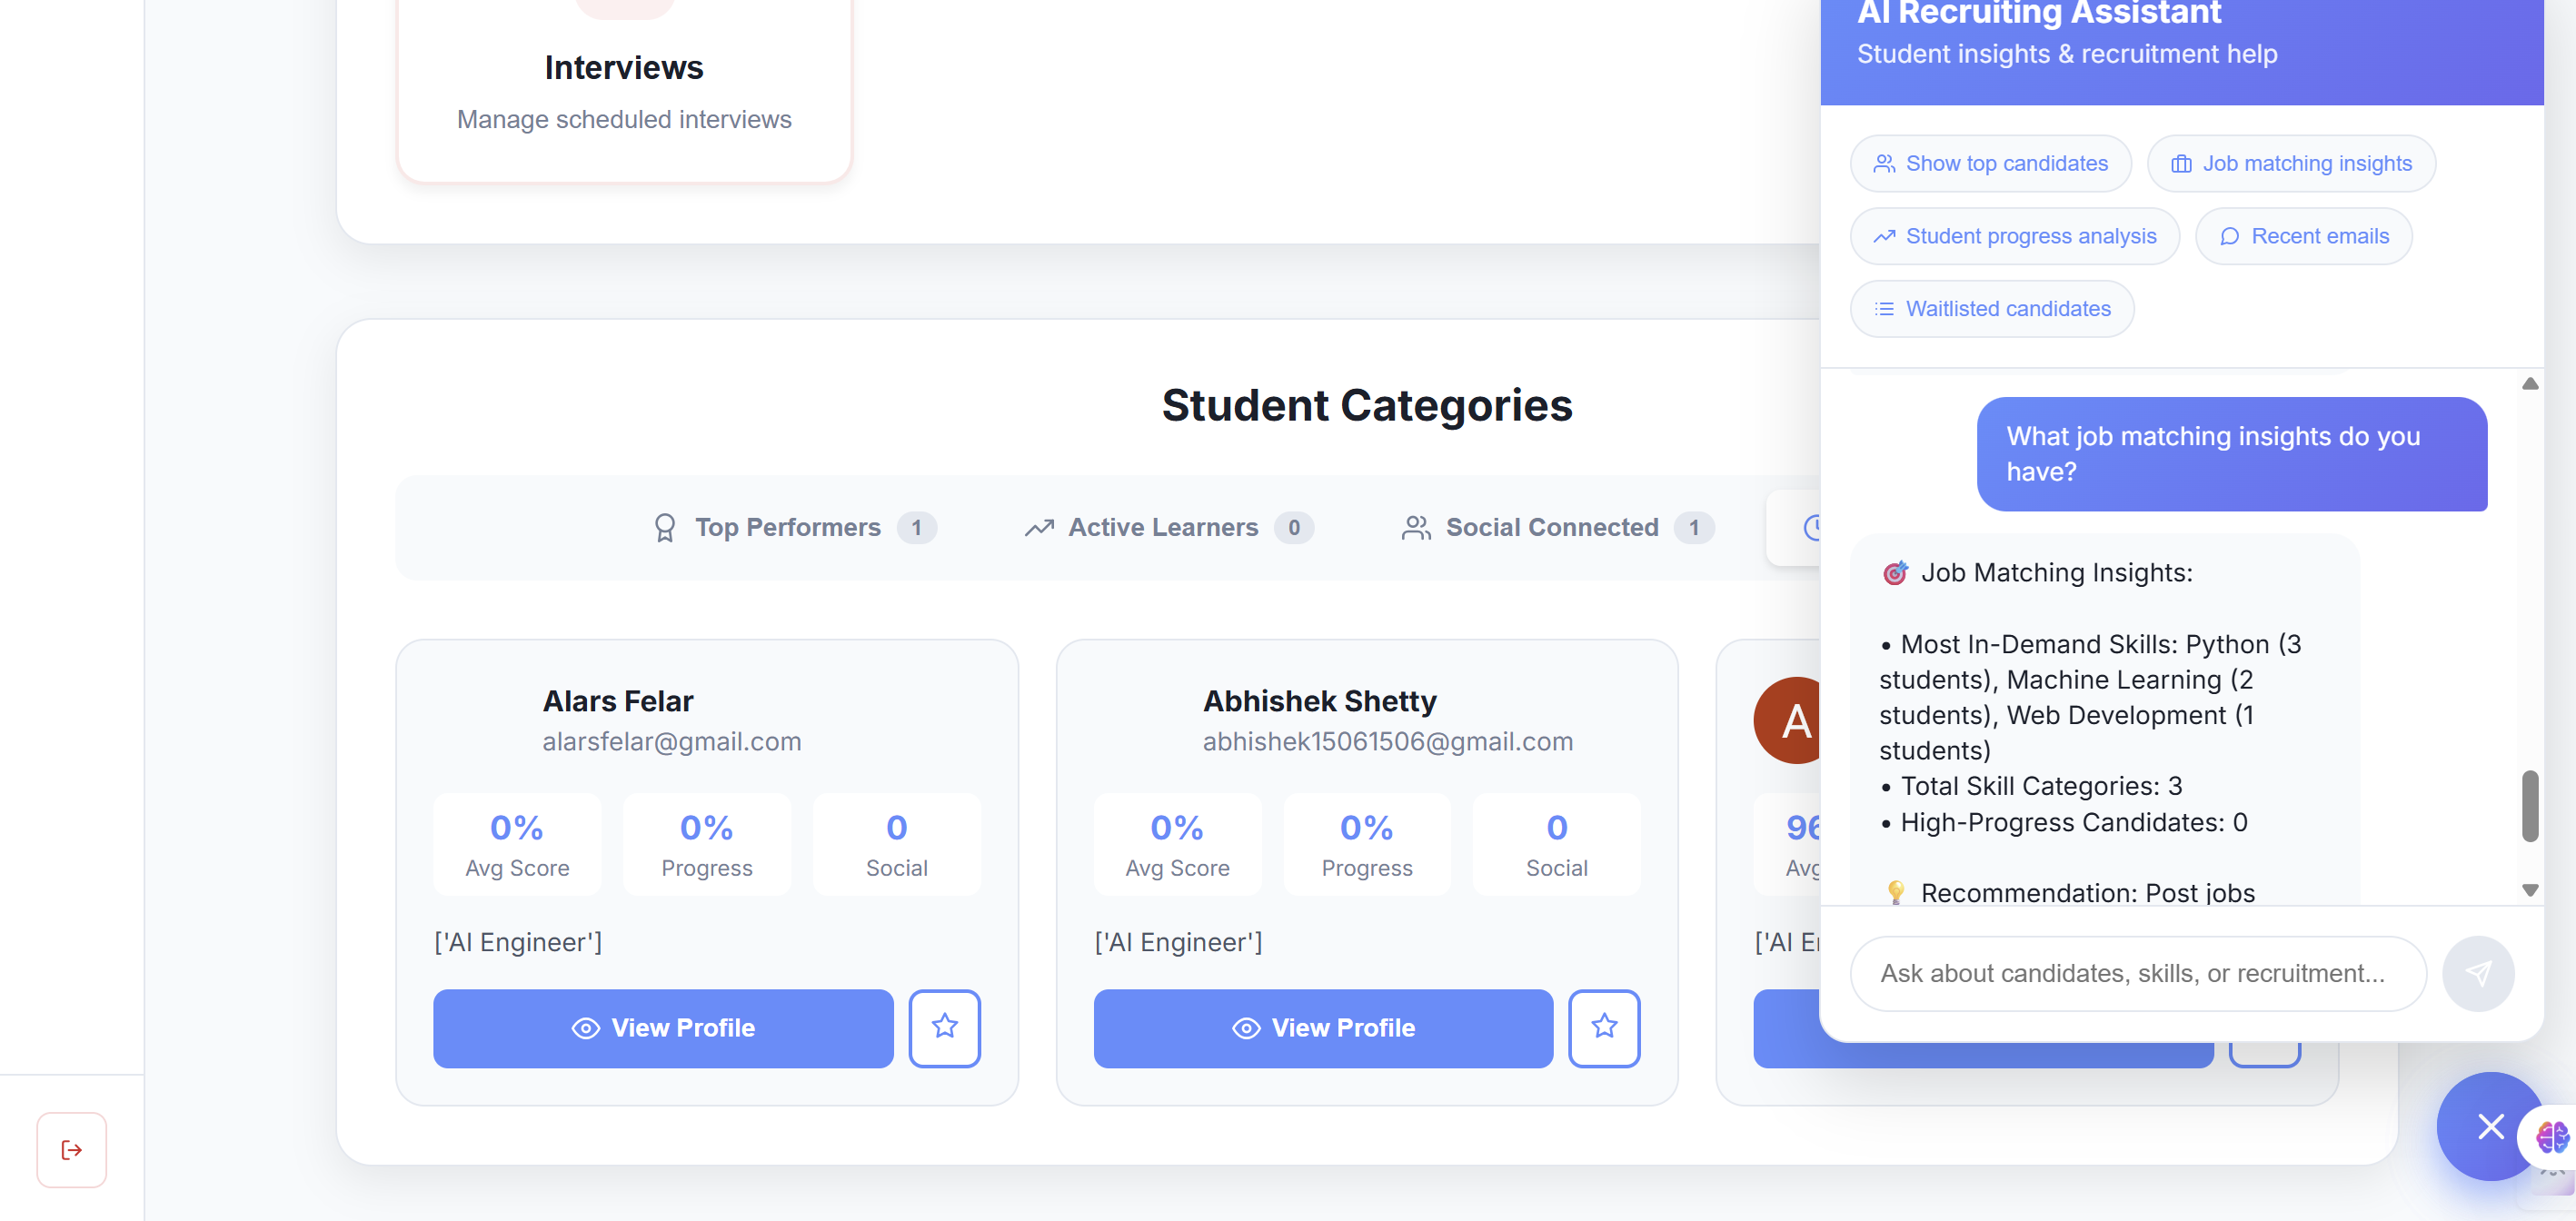 Interviews
Manage scheduled interviews
Student Categories
Top Performers 1
Active Learners 0
Social Connected 1
Alars Felar
alarsfelar@gmail.com
0%
Avg Score
0%
Progress
0
Social
['AI Engineer']
View Profile
Abhishek Shetty
abhishek15061506@gmail.com
0%
Avg Score
0%
Progress
0
Social
['AI Engineer']
View Profile
A
96
Avg
['AI E
AI Recruiting Assistant
Student insights & recruitment help
Show top candidates
Job matching insights
Student progress analysis
Recent emails
Waitlisted candidates
What job matching insights do you
have?
🎯 Job Matching Insights:
• Most In-Demand Skills: Python (3
students), Machine Learning (2
students), Web Development (1
students)
• Total Skill Categories: 3
• High-Progress Candidates: 0
💡 Recommendation: Post jobs
Ask about candidates, skills, or recruitment...